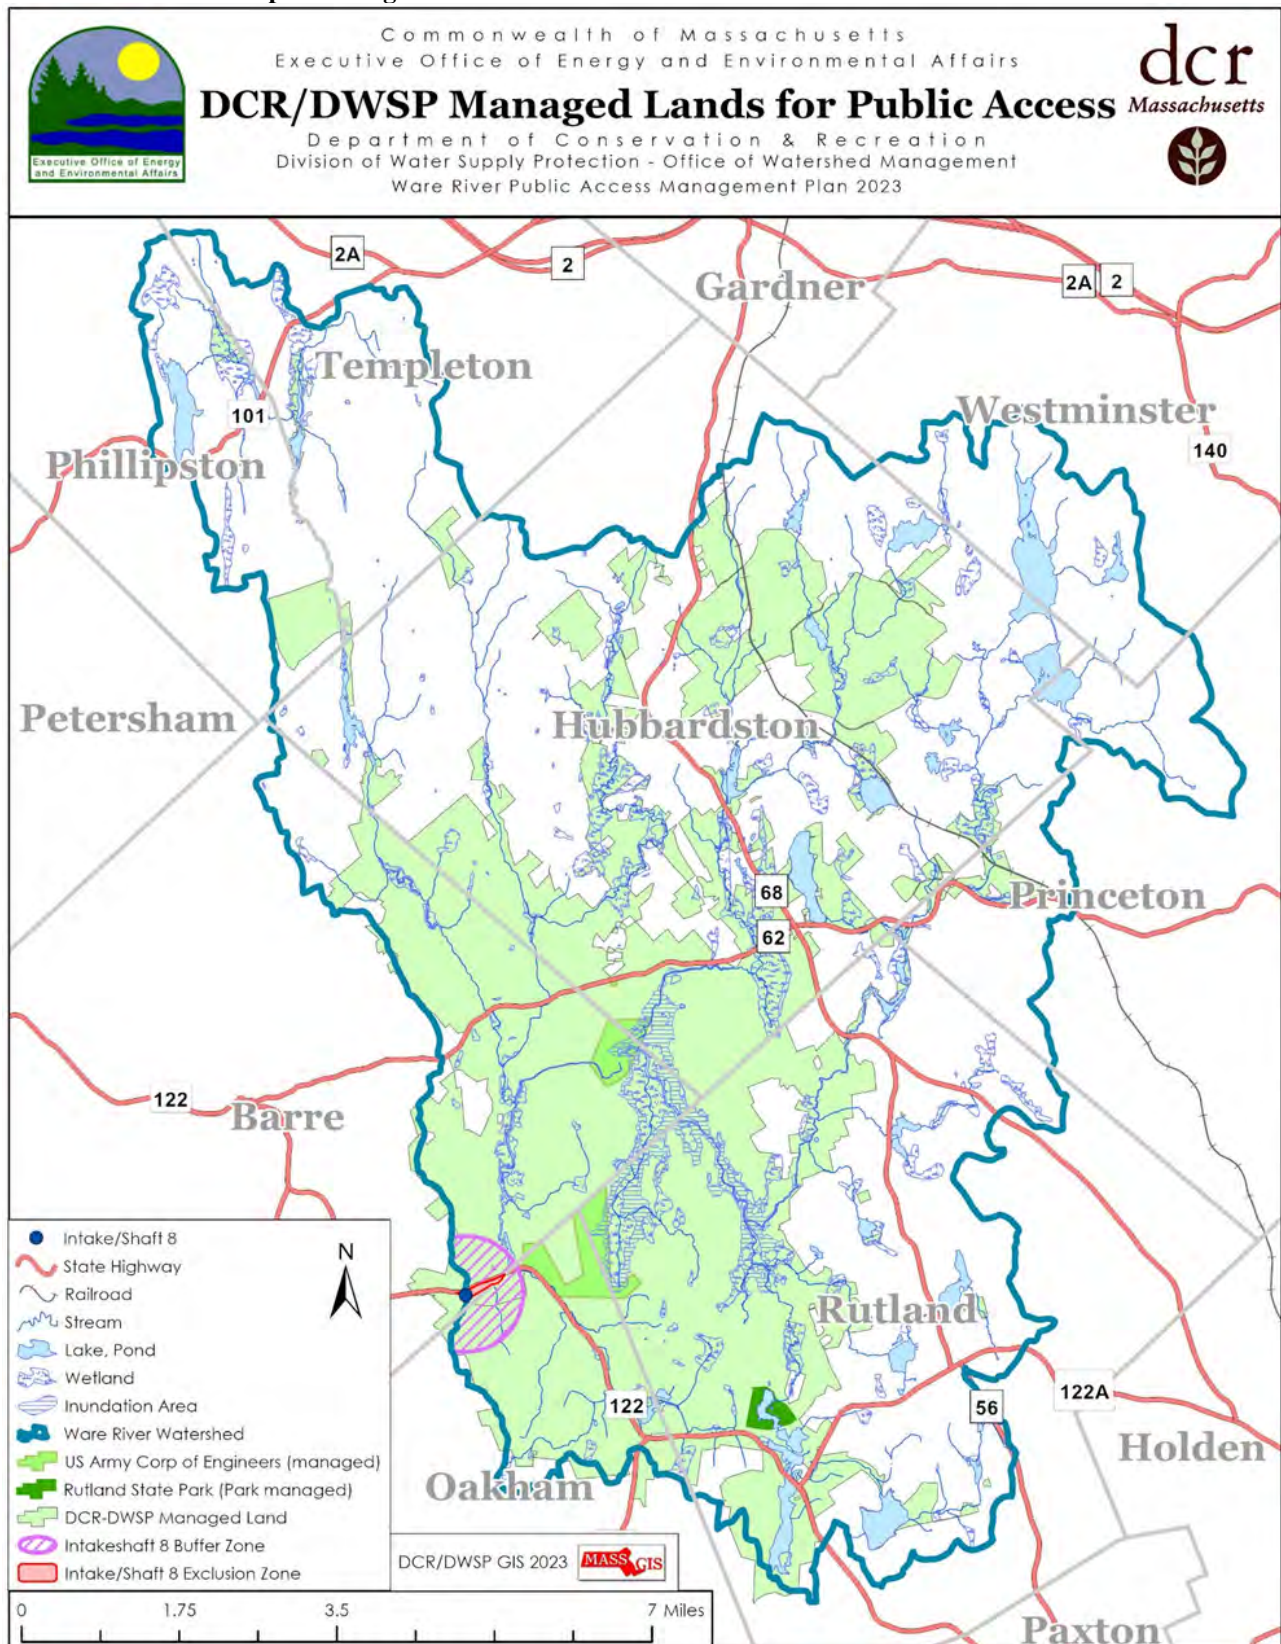 Commonwealth of Massachusetts
Executive Office of Energy and Environmental Affairs
DCR/DWSP Managed Lands for Public Access
Department of Conservation & Recreation
Division of Water Supply Protection - Office of Watershed Management
Ware River Public Access Management Plan 2023
Executive Office of Energy
and Environmental Affairs
dcr
Massachusetts
2A
2
Gardner
2A
2
Templeton
101
Westminster
140
Phillipston
Petersham
Hubbardston
68
Princeton
62
122
Barre
Rutland
122
56
122A
Holden
Oakham
Paxton
Intake/Shaft 8
State Highway
Railroad
Stream
Lake, Pond
Wetland
Inundation Area
Ware River Watershed
US Army Corp of Engineers (managed)
Rutland State Park (Park managed)
DCR-DWSP Managed Land
Intakeshaft 8 Buffer Zone
Intake/Shaft 8 Exclusion Zone
N
DCR/DWSP GIS 2023
MASS GIS
0 1.75 3.5 7 Miles